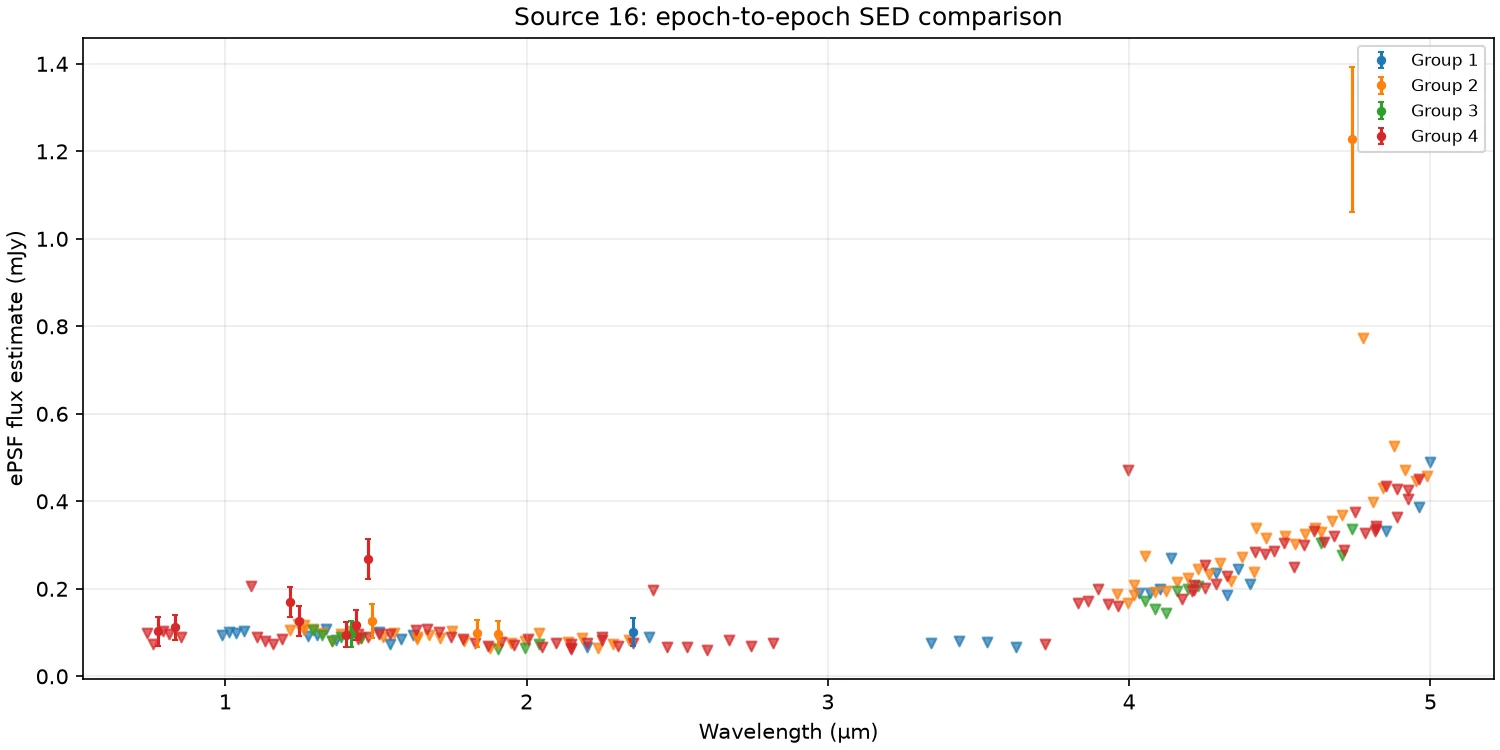 Source 16: epoch-to-epoch SED comparison
ePSF flux estimate (mJy)
1.4
1.2
1.0
0.8
0.6
0.4
0.2
0.0
Group 1
Group 2
Group 3
Group 4
1 2 3 4 5
Wavelength (μm)